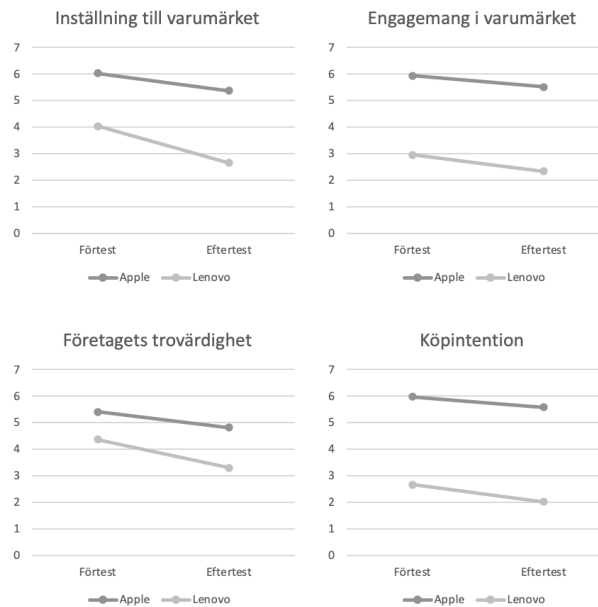 Inställning till varumärket
7
6
5
4
3
2
1
0
Förtest Eftertest
Apple Lenovo
Engagemang i varumärket
7
6
5
4
3
2
1
0
Förtest Eftertest
Apple Lenovo
Företagets trovärdighet
7
6
5
4
3
2
1
0
Förtest Eftertest
Apple Lenovo
Köpintention
7
6
5
4
3
2
1
0
Förtest Eftertest
Apple Lenovo